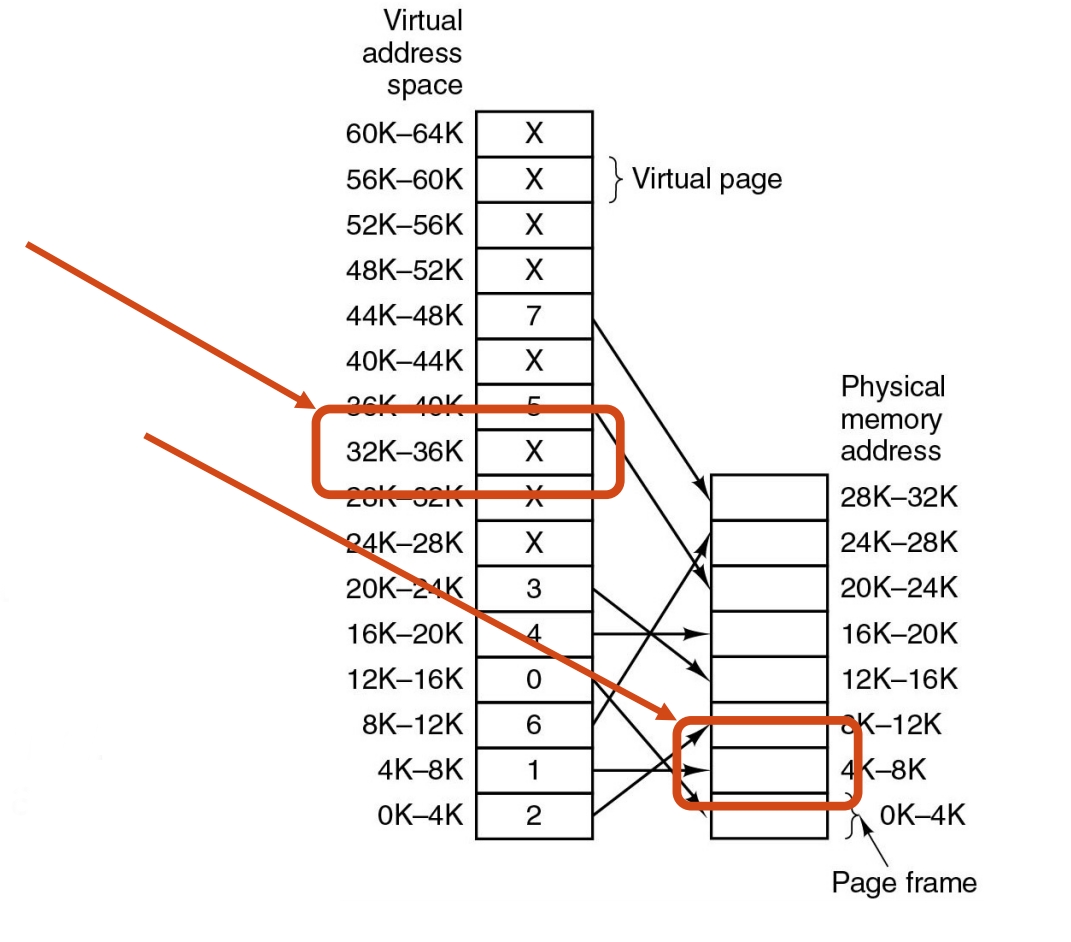 Virtual
address
space
60K–64K X
56K–60K X Virtual page
52K–56K X
48K–52K X
44K–48K 7
40K–44K X
36K–40K 5
32K–36K X
28K–32K X
24K–28K X
20K–24K 3
16K–20K 4
12K–16K 0
8K–12K 6
4K–8K 1
0K–4K 2
Physical
memory
address
28K–32K
24K–28K
20K–24K
16K–20K
12K–16K
8K–12K
4K–8K
0K–4K
Page frame